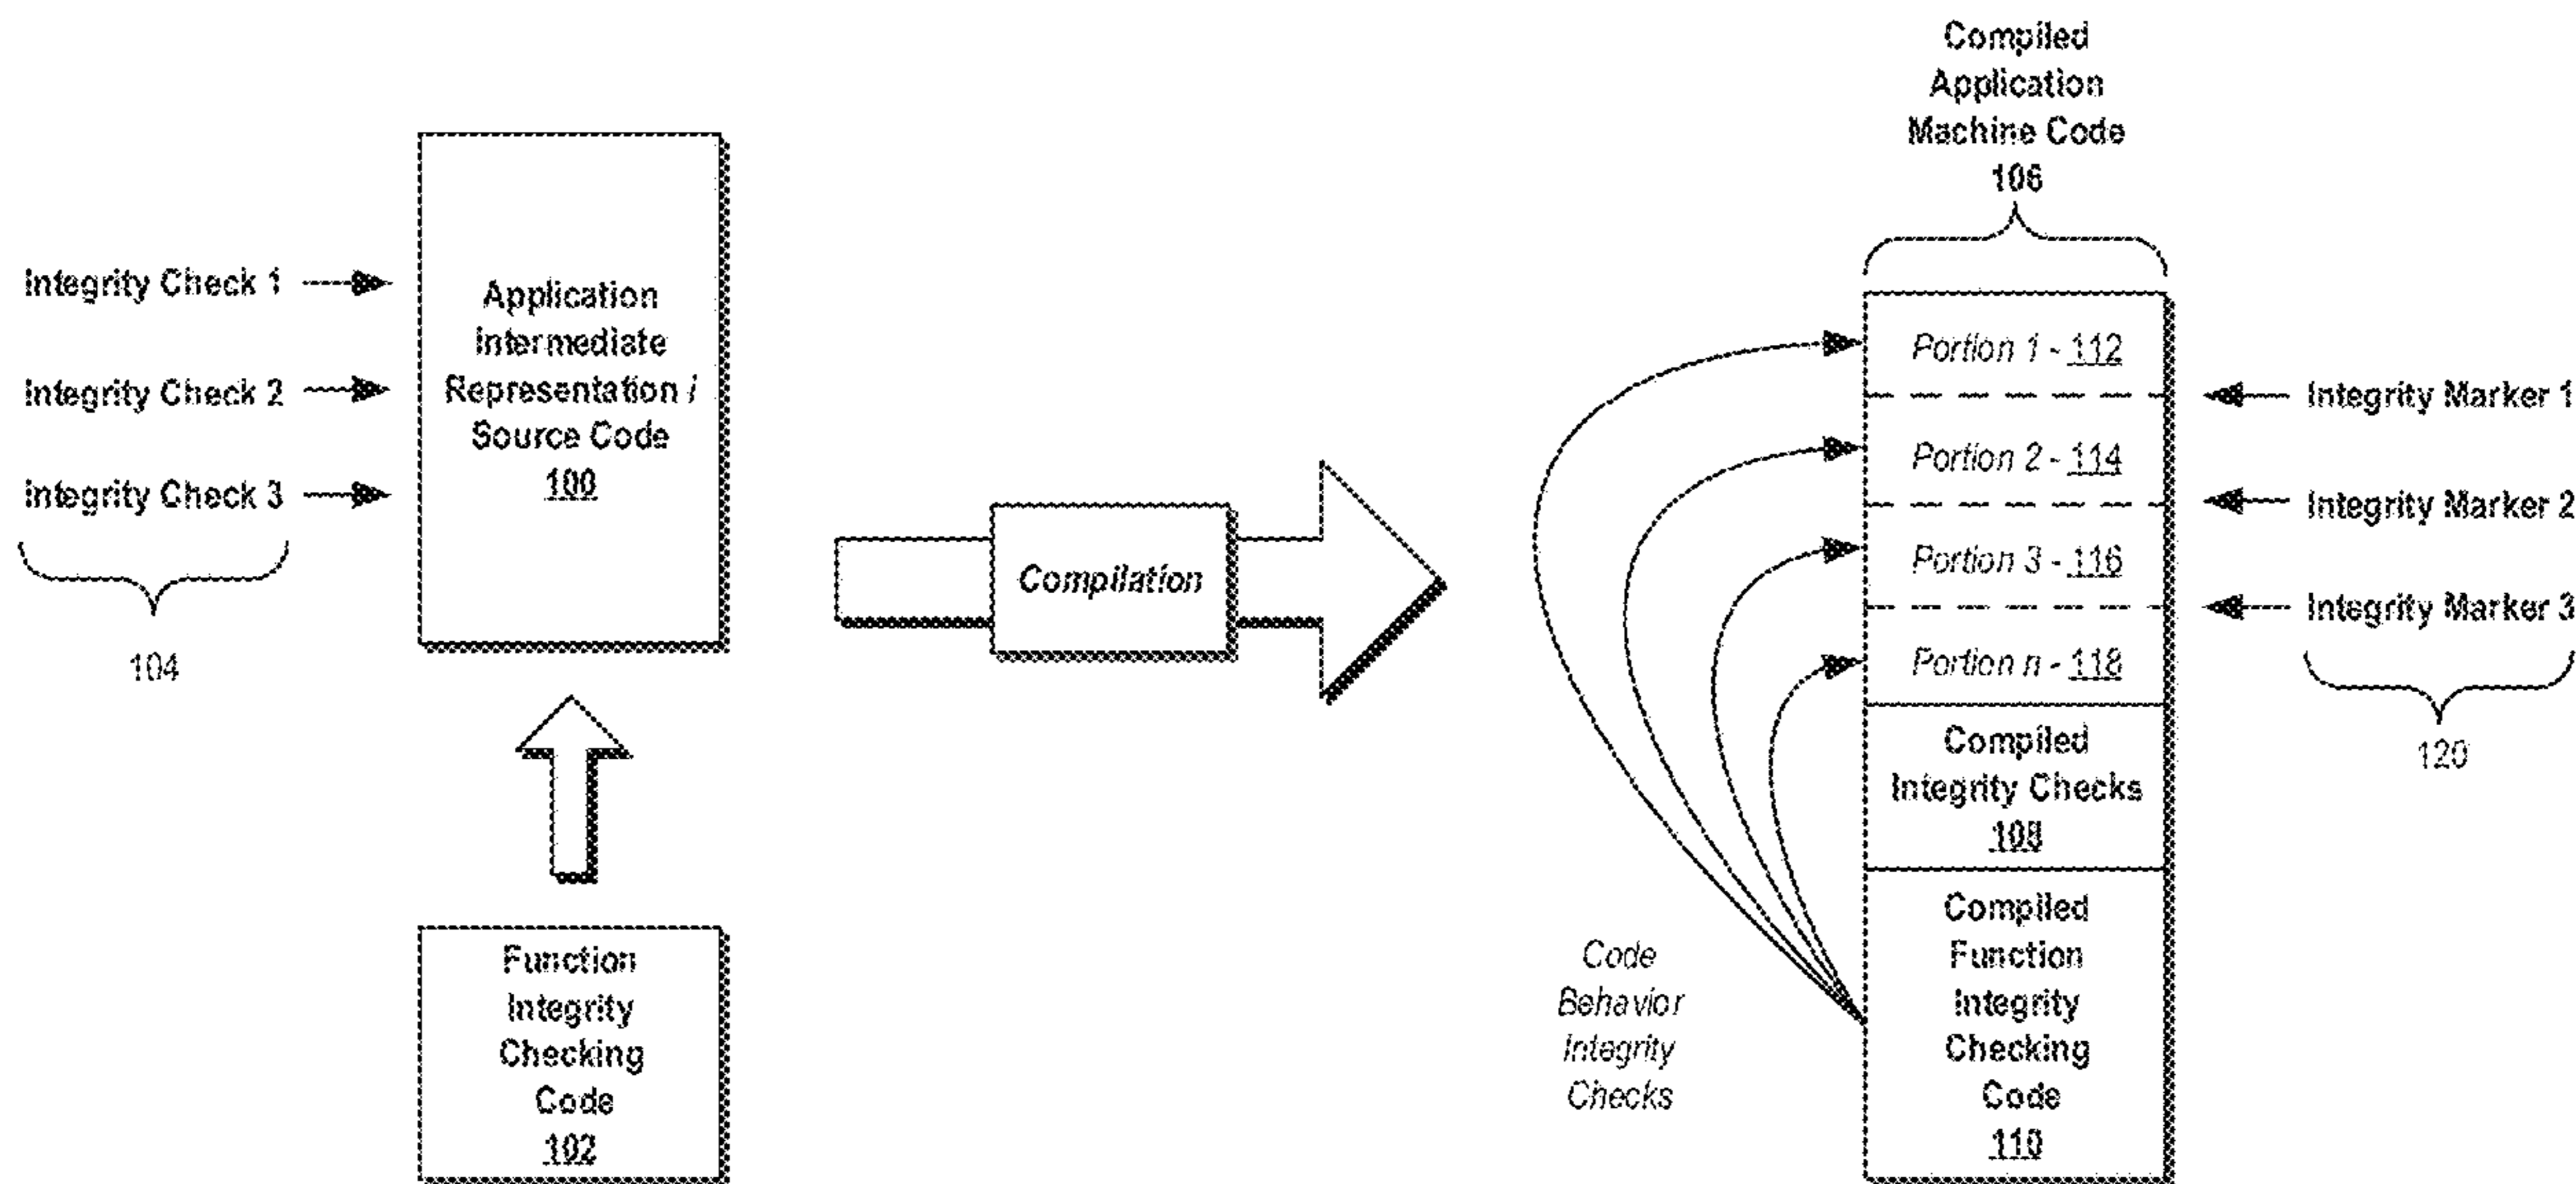 Integrity Check 1
Integrity Check 2
Integrity Check 3
104
Application
Intermediate
Representation /
Source Code
100
Function
Integrity
Checking
Code
102
Compilation
Code
Behavior
Integrity
Checks
Compiled
Application
Machine Code
106
Portion 1 - 112
Portion 2 - 114
Portion 3 - 116
Portion n - 118
Compiled
Integrity Checks
108
Compiled
Function
Integrity
Checking
Code
110
Integrity Marker 1
Integrity Marker 2
Integrity Marker 3
120